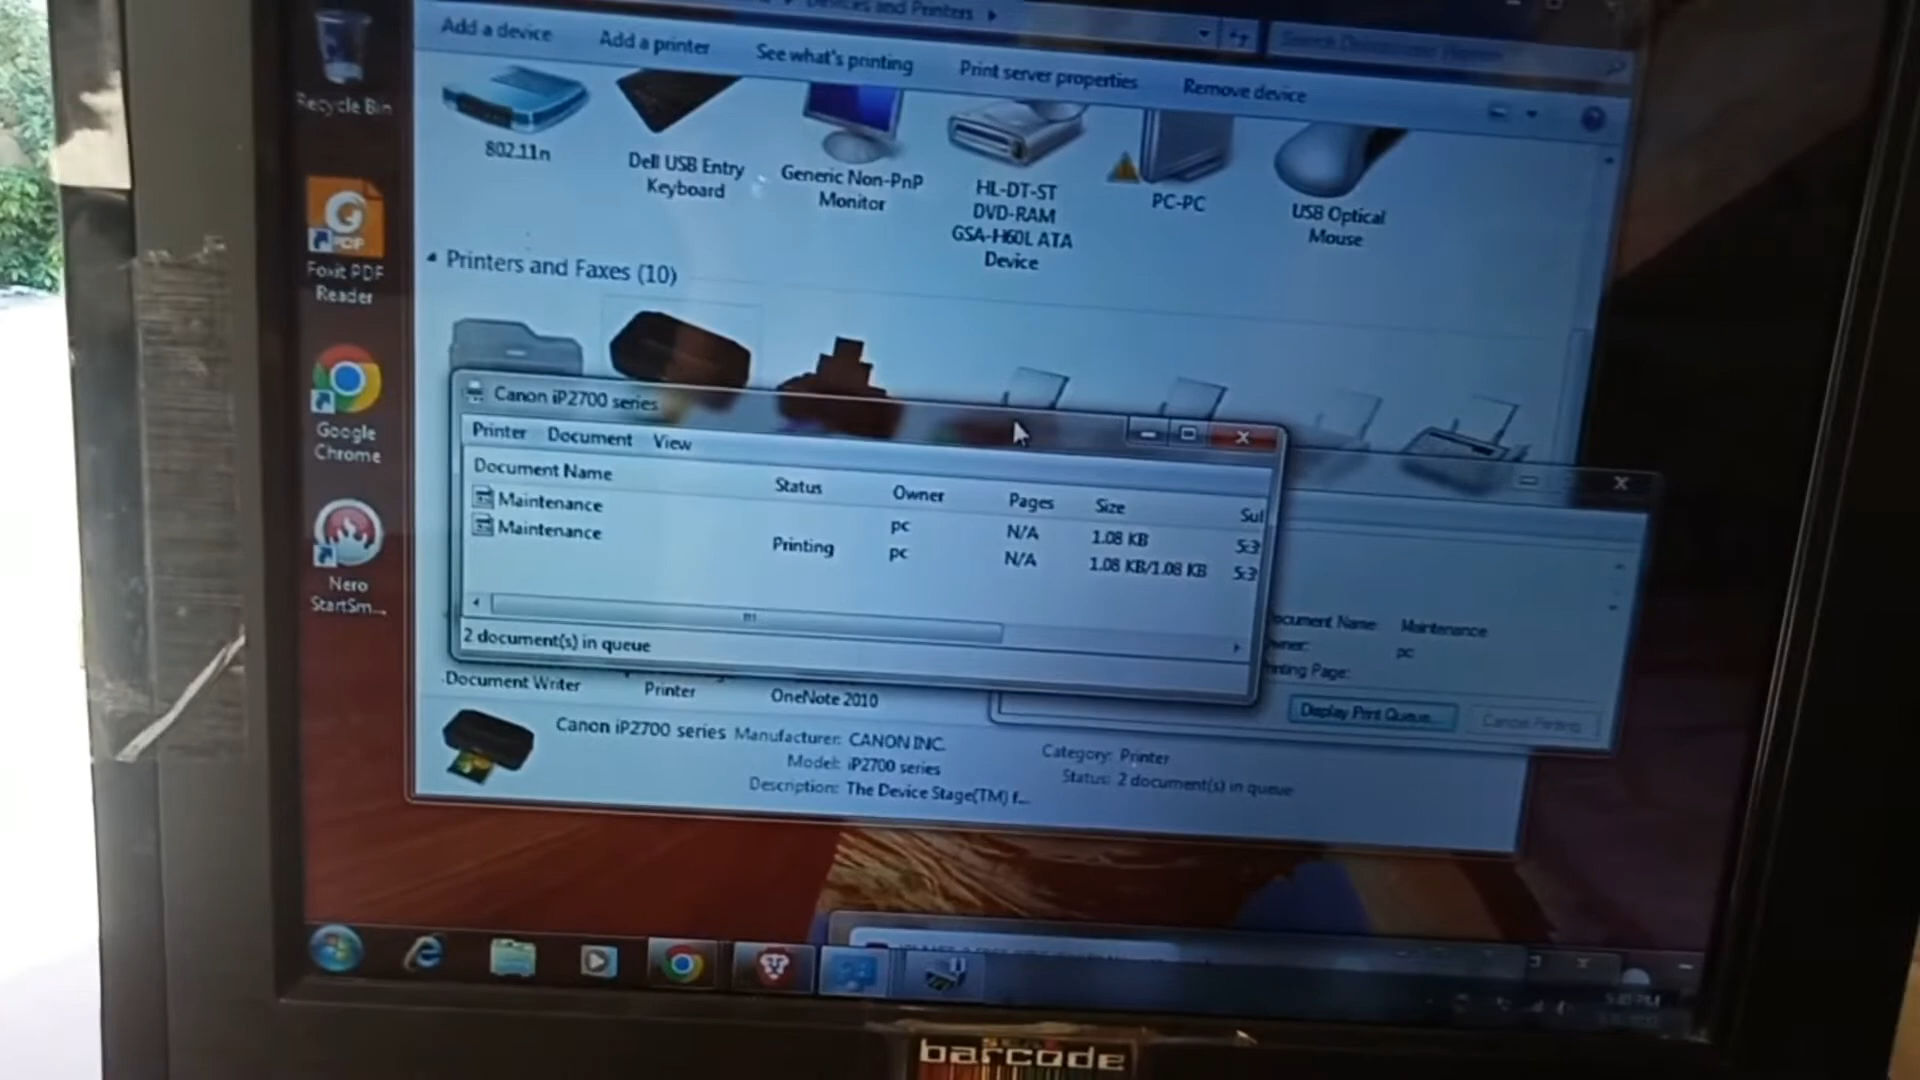 Devices and Printers
Add a device
Add a printer
See what's printing
Print server properties
Remove device
Recycle Bin
802.11n
Dell USB Entry
Keyboard
Generic Non-PnP
Monitor
HL-DT-ST
DVD-RAM
GSA-H60L ATA
Device
PC-PC
USB Optical
Mouse
Foxit PDF
Reader
Printers and Faxes (10)
Google
Chrome
Nero
StartSm...
Canon iP2700 series
Printer Document View
Document Name Status Owner Pages Size Sul
Maintenance pc N/A 1.08 KB 5:3
Maintenance Printing pc N/A 1.08 KB/1.08 KB 5:3
2 document(s) in queue
ocument Name: Maintenance
wner: pc
inting Page:
Display Print Queue...
Cancel Printing
Document Writer
Printer
OneNote 2010
Canon iP2700 series
Manufacturer: CANON INC.
Model: iP2700 series
Description: The Device Stage(TM) f...
Category: Printer
Status: 2 document(s) in queue
barcode